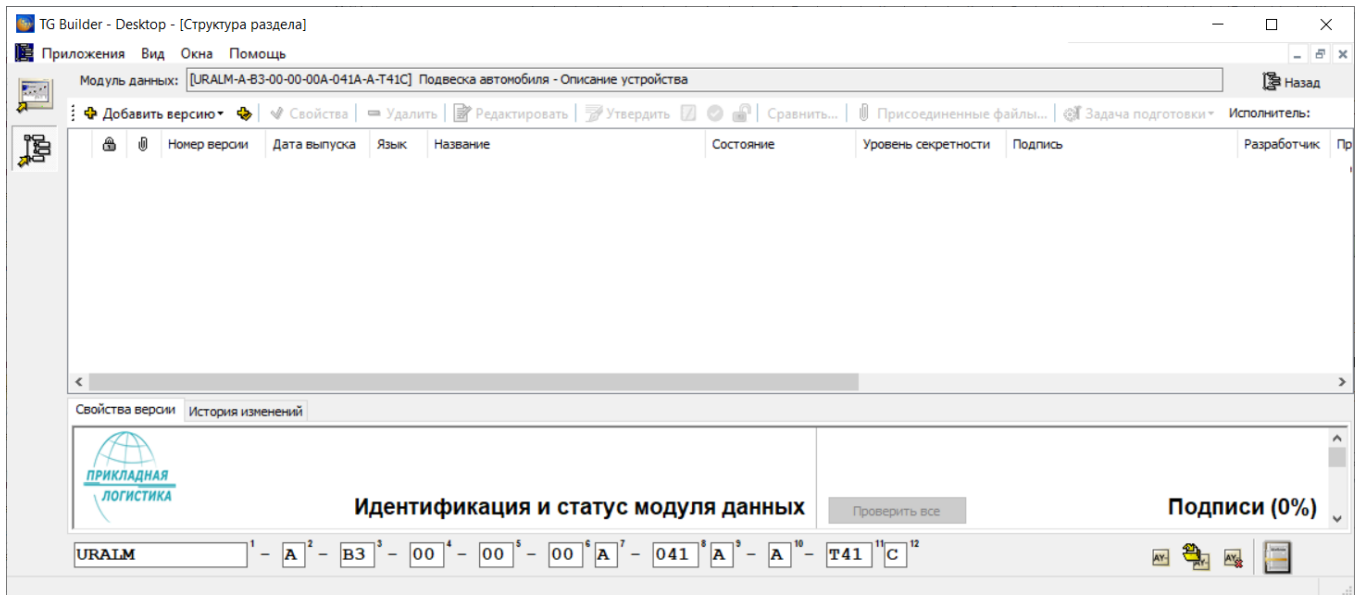 TG Builder - Desktop - [Структура раздела]
Приложения Вид Окна Помощь
Модуль данных: [URALM-A-B3-00-00-00A-041A-A-T41C] Подвеска автомобиля - Описание устройства Назад
Добавить версию Свойства Удалить Редактировать Утвердить Сравнить... Присоединенные файлы... Задача подготовки Исполнитель:
Номер версии Дата выпуска Язык Название Состояние Уровень секретности Подпись Разработчик Пр
Свойства версии История изменений
ПРИКЛАДНАЯ
ЛОГИСТИКА
Идентификация и статус модуля данных Проверить все Подписи (0%)
URALM 1 - A 2 - B3 3 - 00 4 - 00 5 - 00 6 A 7 - 041 8 A 9 - A 10 - T41 11 C 12